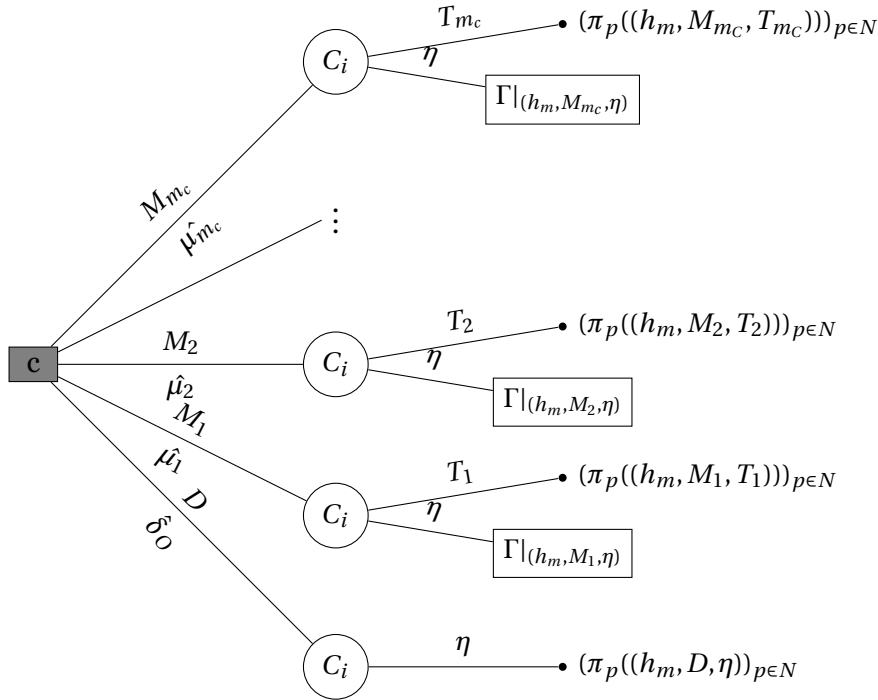 T_{m_c}
(π_p((h_m, M_{m_C}, T_{m_C})))_{p∈N}
C_i
η
Γ|_{(h_m, M_{m_c}, η)}
M_{m_c}
μ̂_{m_c}
⋮
T_2
(π_p((h_m, M_2, T_2)))_{p∈N}
c
M_2
C_i
η
μ̂_2
Γ|_{(h_m, M_2, η)}
M_1
μ̂_1
T_1
(π_p((h_m, M_1, T_1)))_{p∈N}
D
C_i
η
δ̂_O
Γ|_{(h_m, M_1, η)}
C_i
η
(π_p((h_m, D, η))_{p∈N}